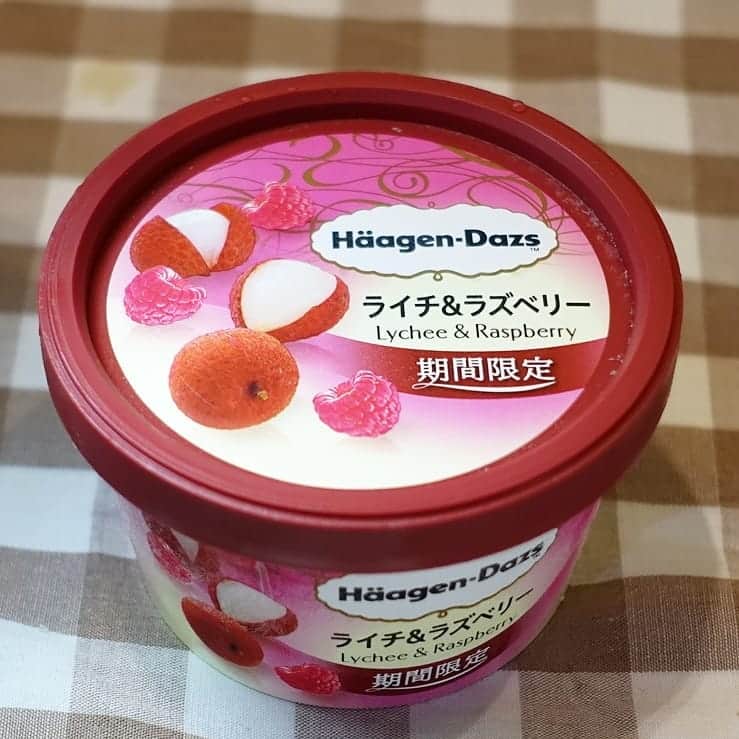 Häagen-Dazs™
ライチ&ラズベリー
Lychee & Raspberry
期間限定
Häagen-Dazs
ライチ&ラズベリー
Lychee & Raspberry
期間限定